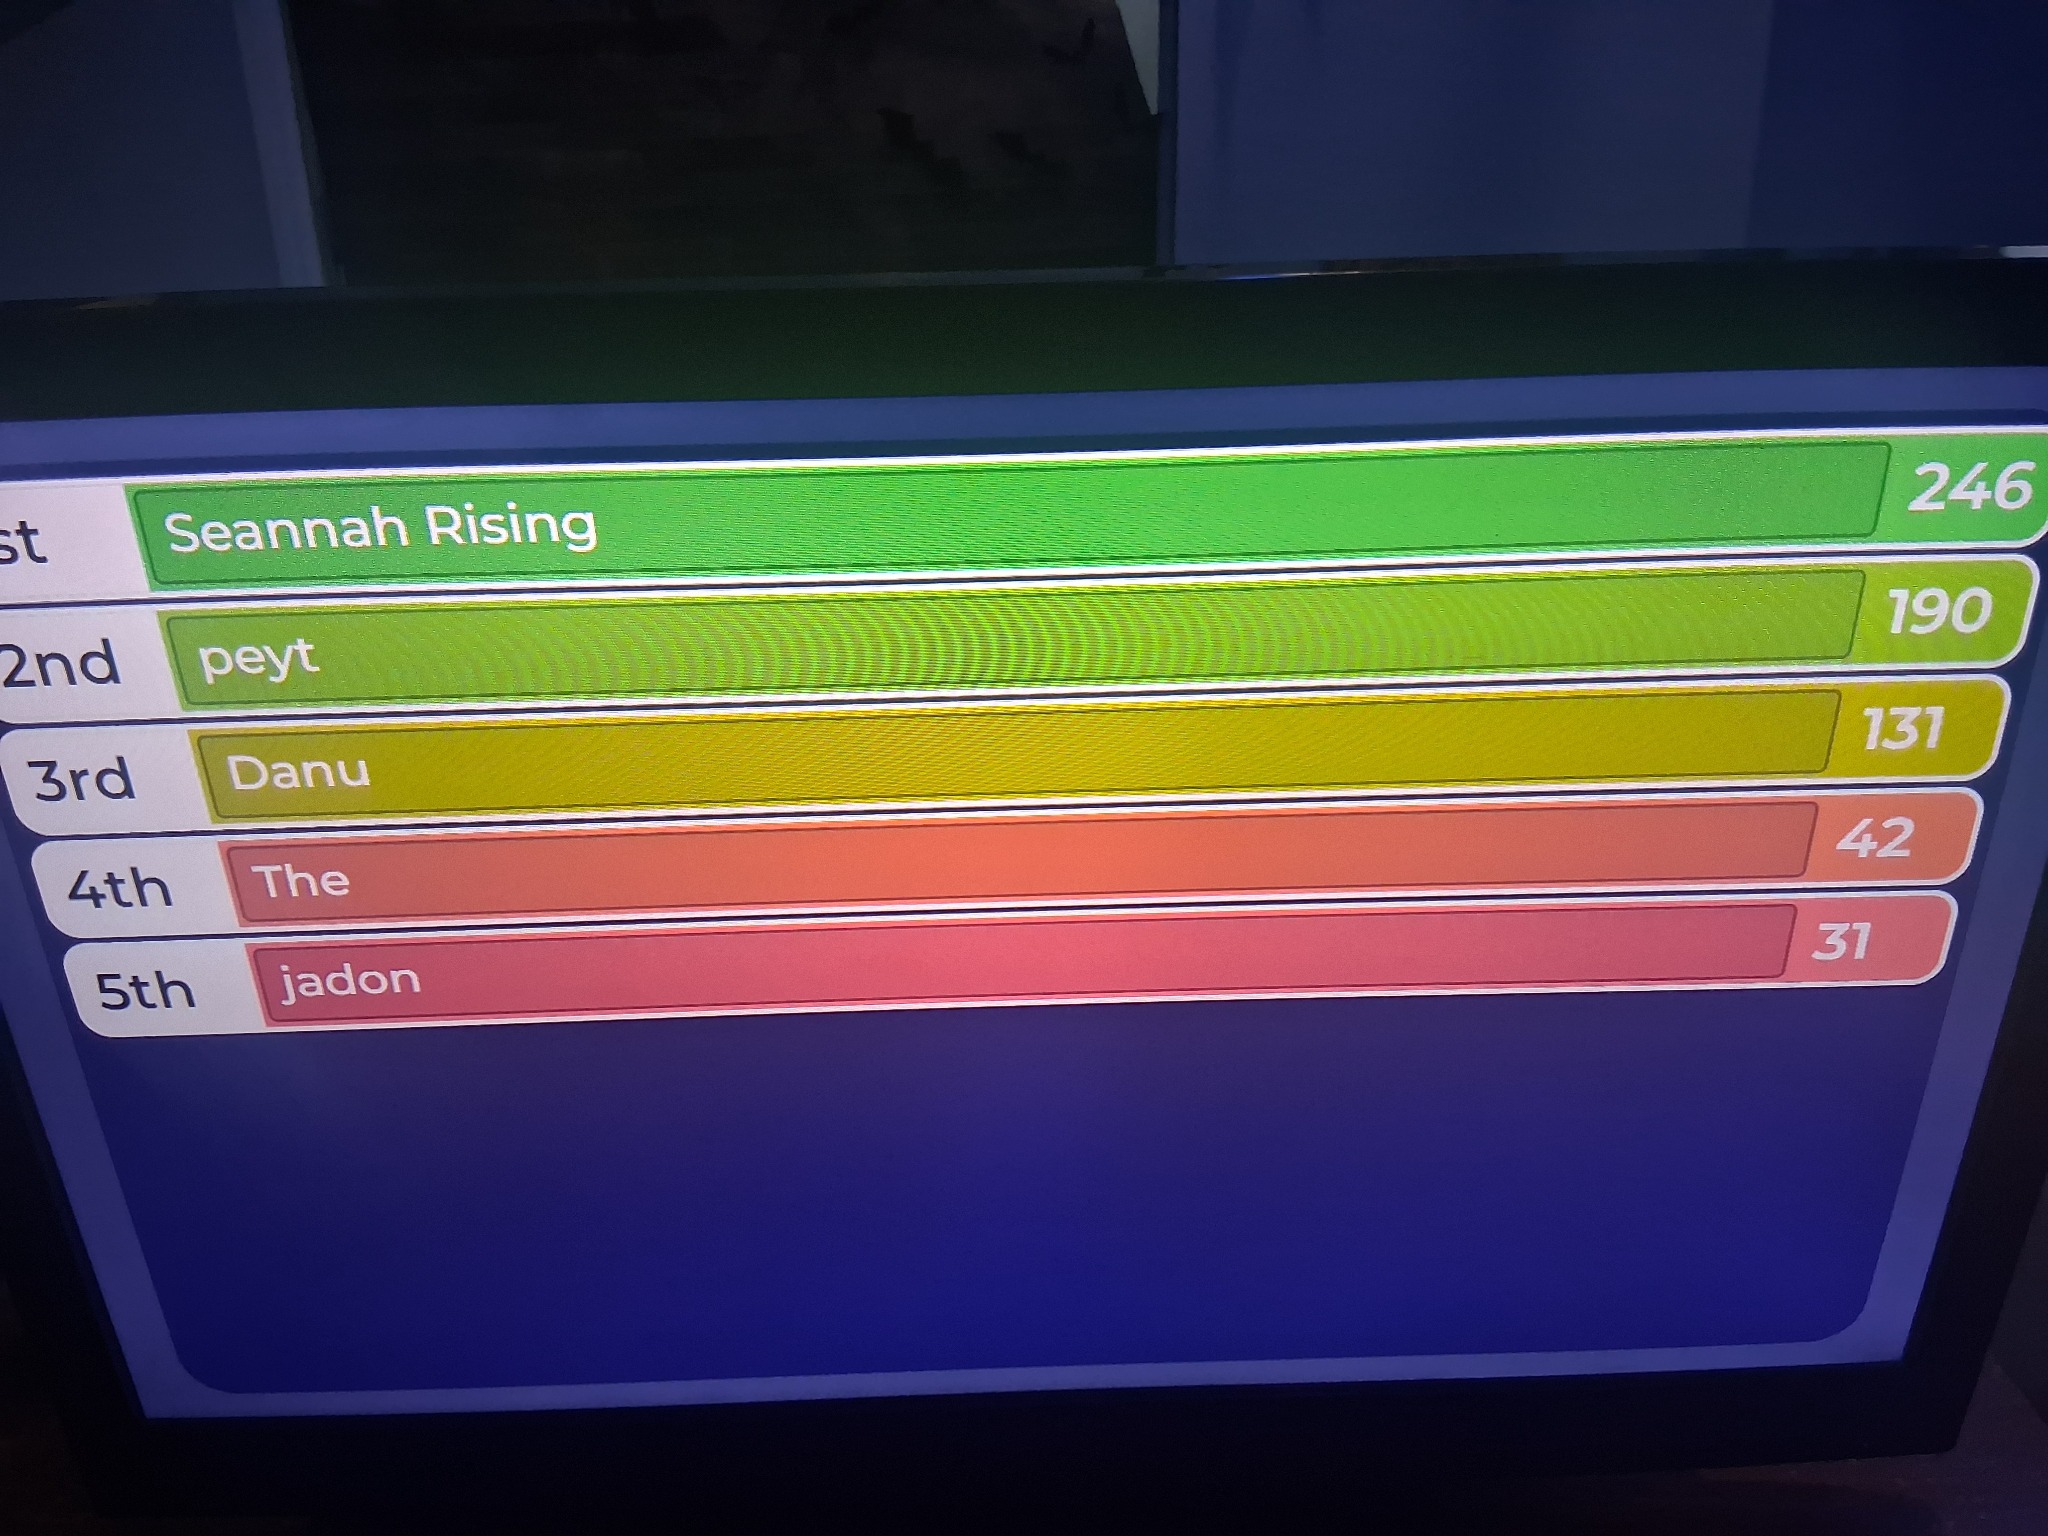 st Seannah Rising 246
2nd peyt 190
3rd Danu 131
4th The 42
5th jadon 31